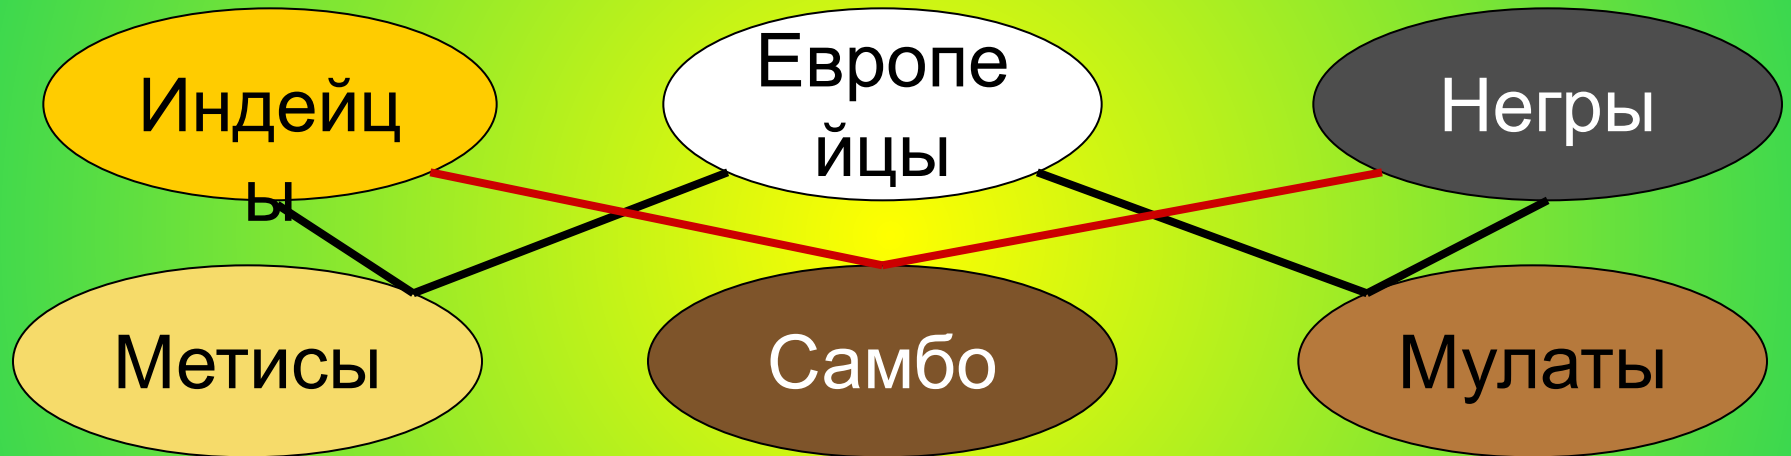 Индейц
ы
Европе
йцы
Негры
Метисы
Самбо
Мулаты